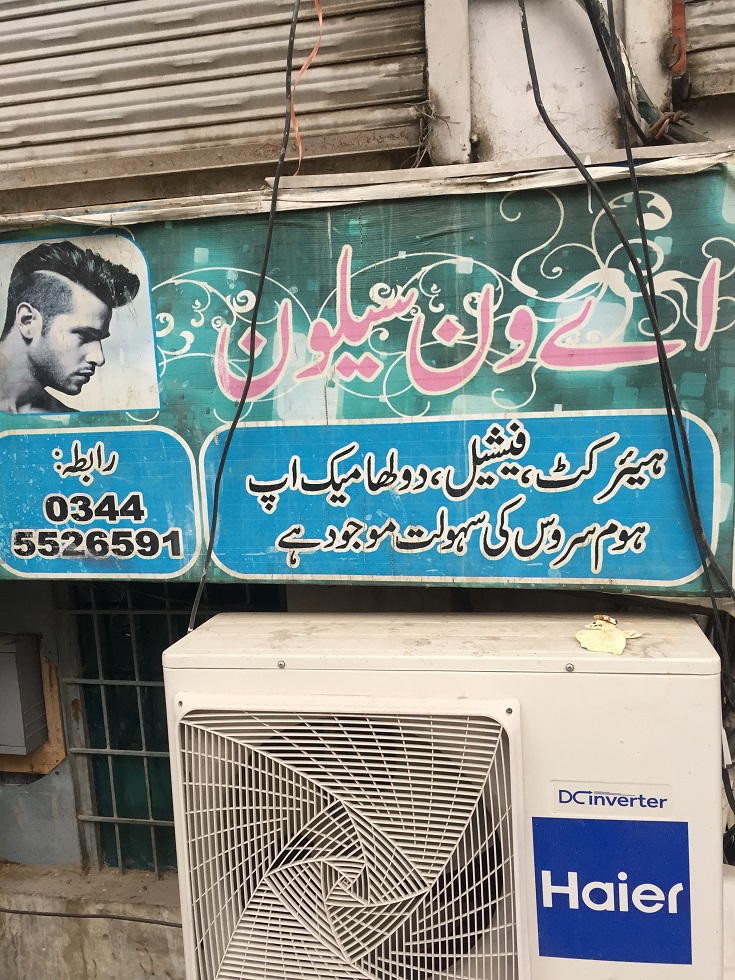 اے ون سیلون
ہیئر کٹ، فیشیل، دولھا میک اپ
ہوم سروس کی سہولت موجود ہے
رابطہ:
0344
5526591
DC inverter
Haier